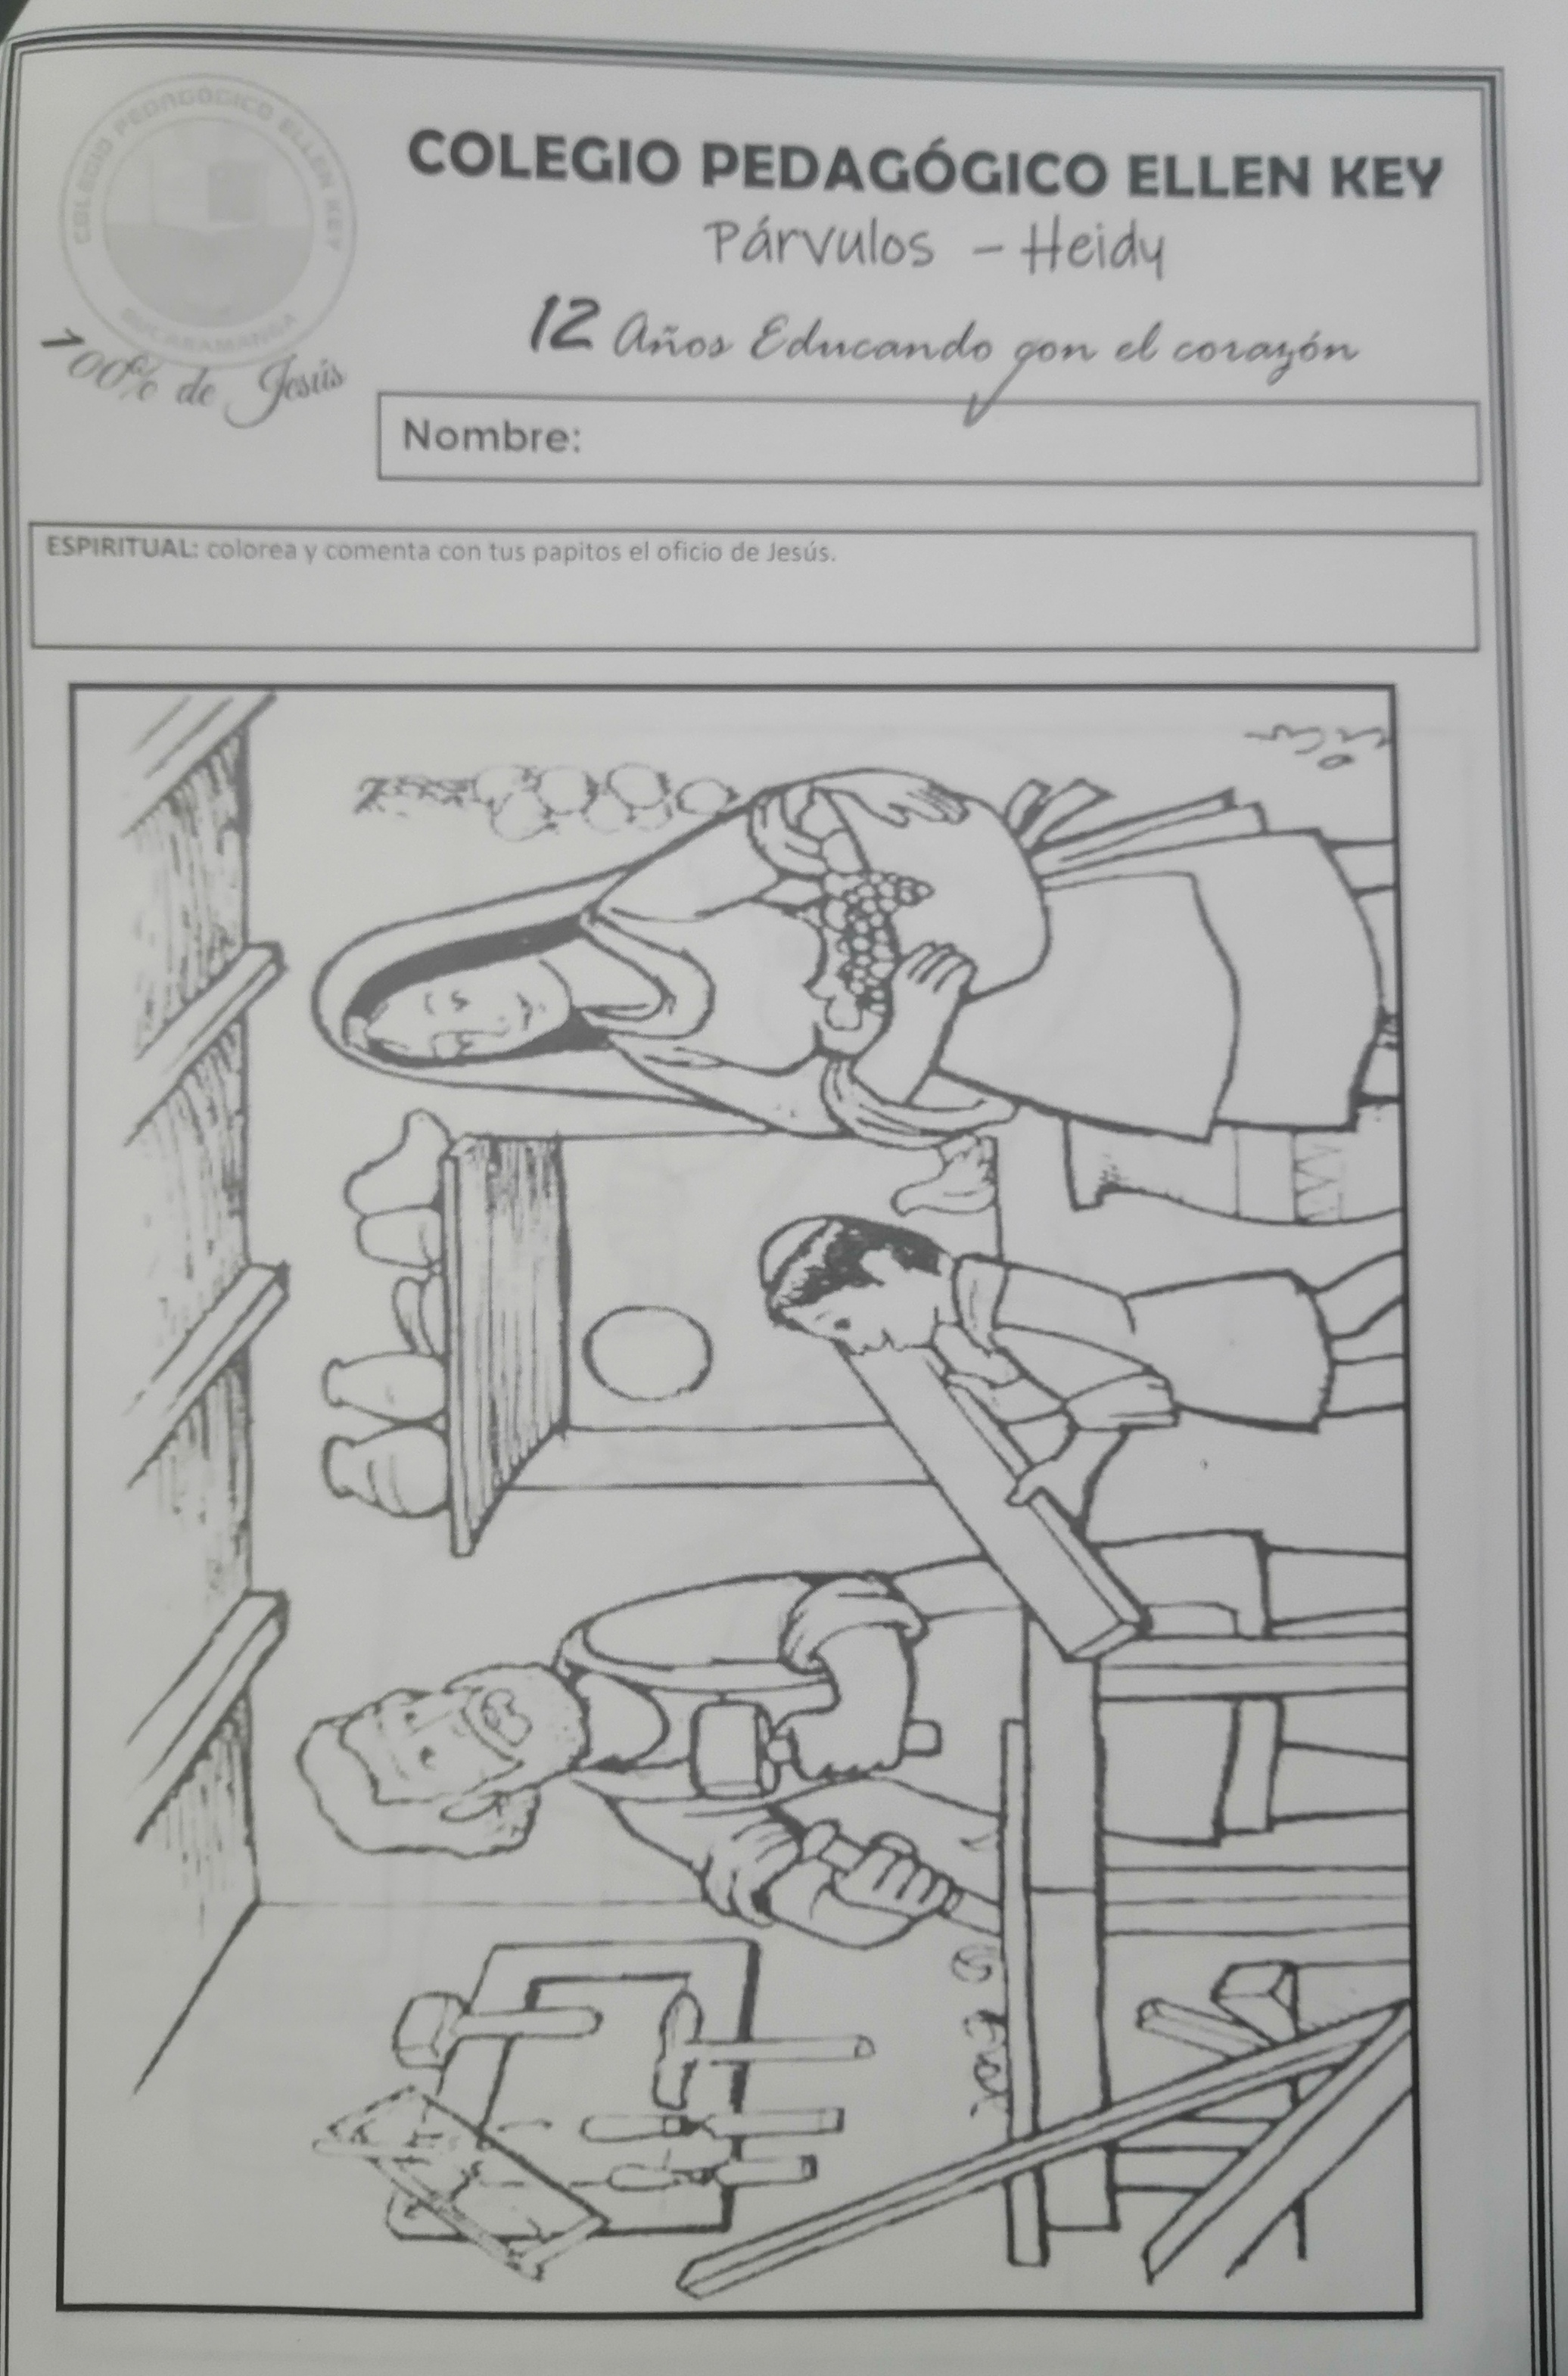 COLEGIO PEDAGÓGICO ELLEN KEY
BUCARAMANGA
100% de Jesús
COLEGIO PEDAGÓGICO ELLEN KEY
Párvulos - Heidy
12 Años Educando con el corazón
Nombre:
ESPIRITUAL: colorea y comenta con tus papitos el oficio de Jesús.